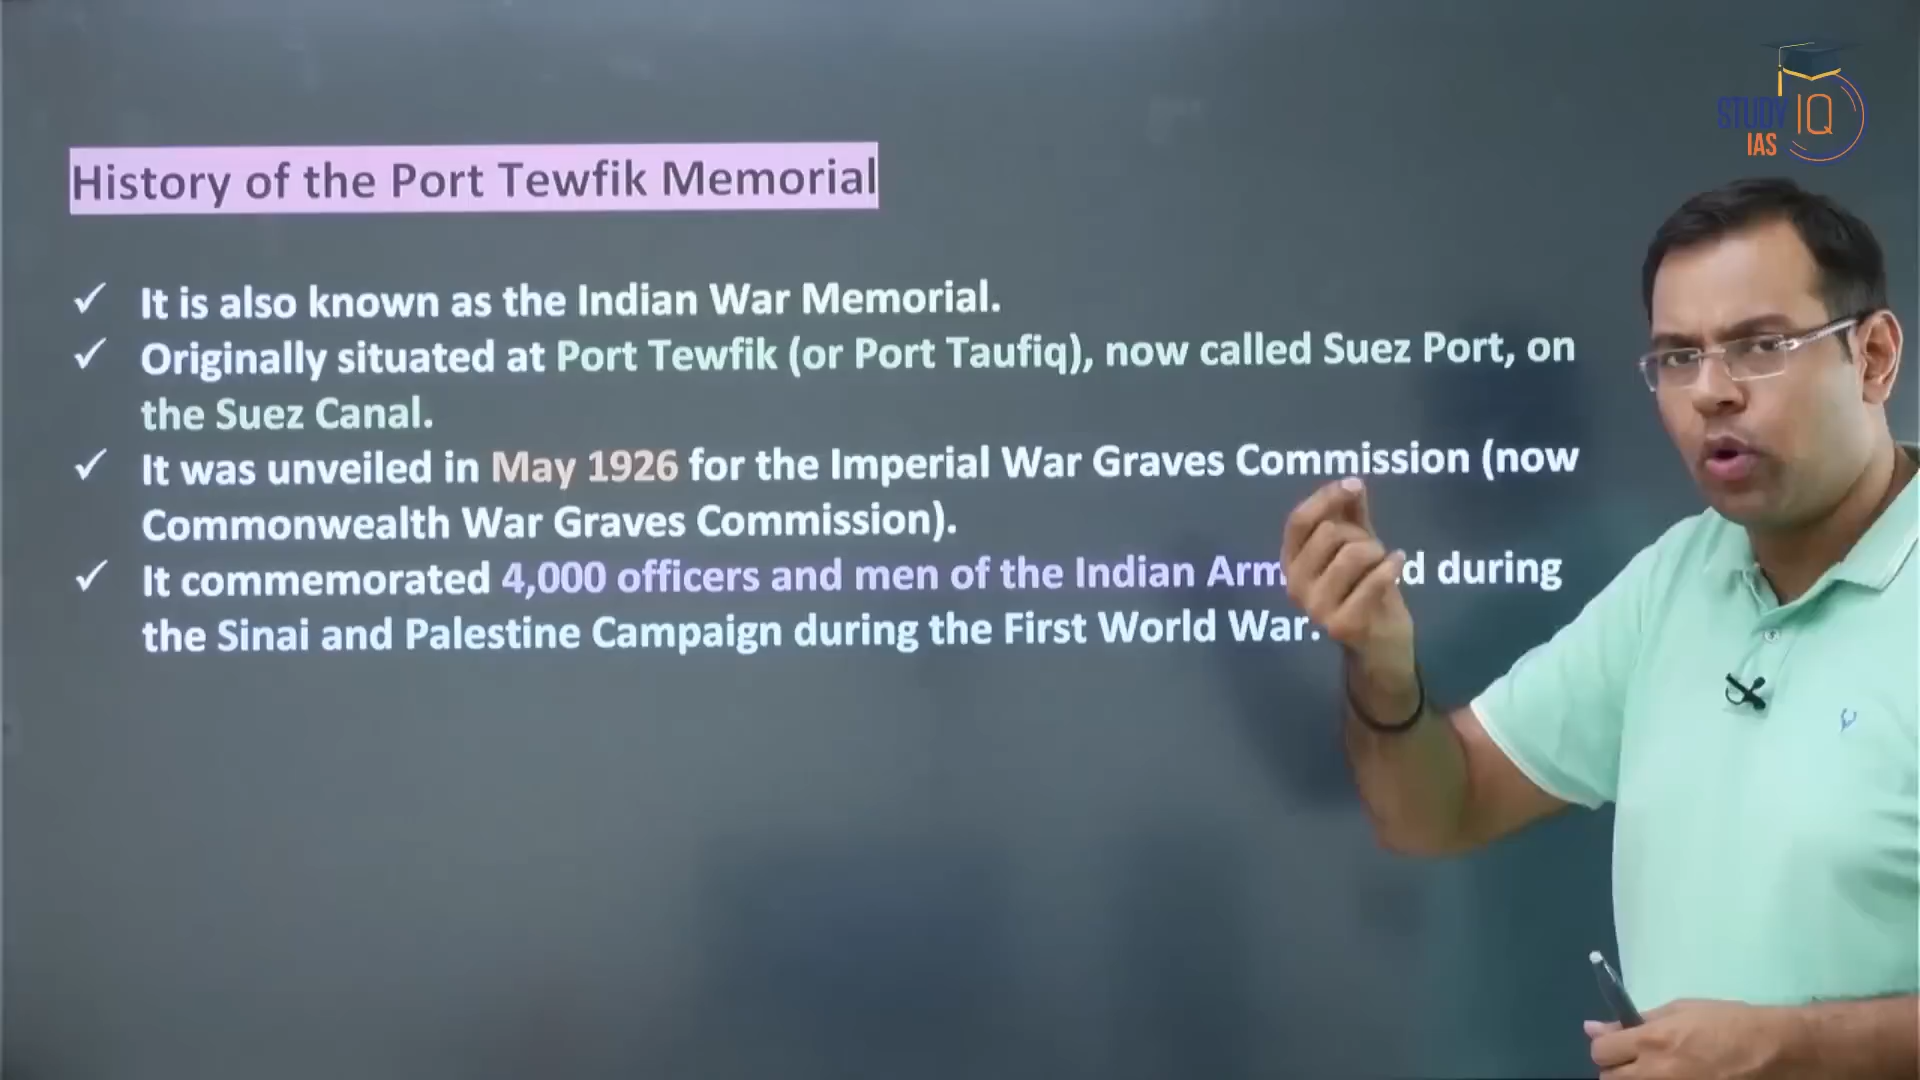 STUDY IQ
IAS
History of the Port Tewfik Memorial
✓ It is also known as the Indian War Memorial.
✓ Originally situated at Port Tewfik (or Port Taufiq), now called Suez Port, on
the Suez Canal.
✓ It was unveiled in May 1926 for the Imperial War Graves Commission (now
Commonwealth War Graves Commission).
✓ It commemorated 4,000 officers and men of the Indian during
the Sinai and Palestine Campaign during the First World War.